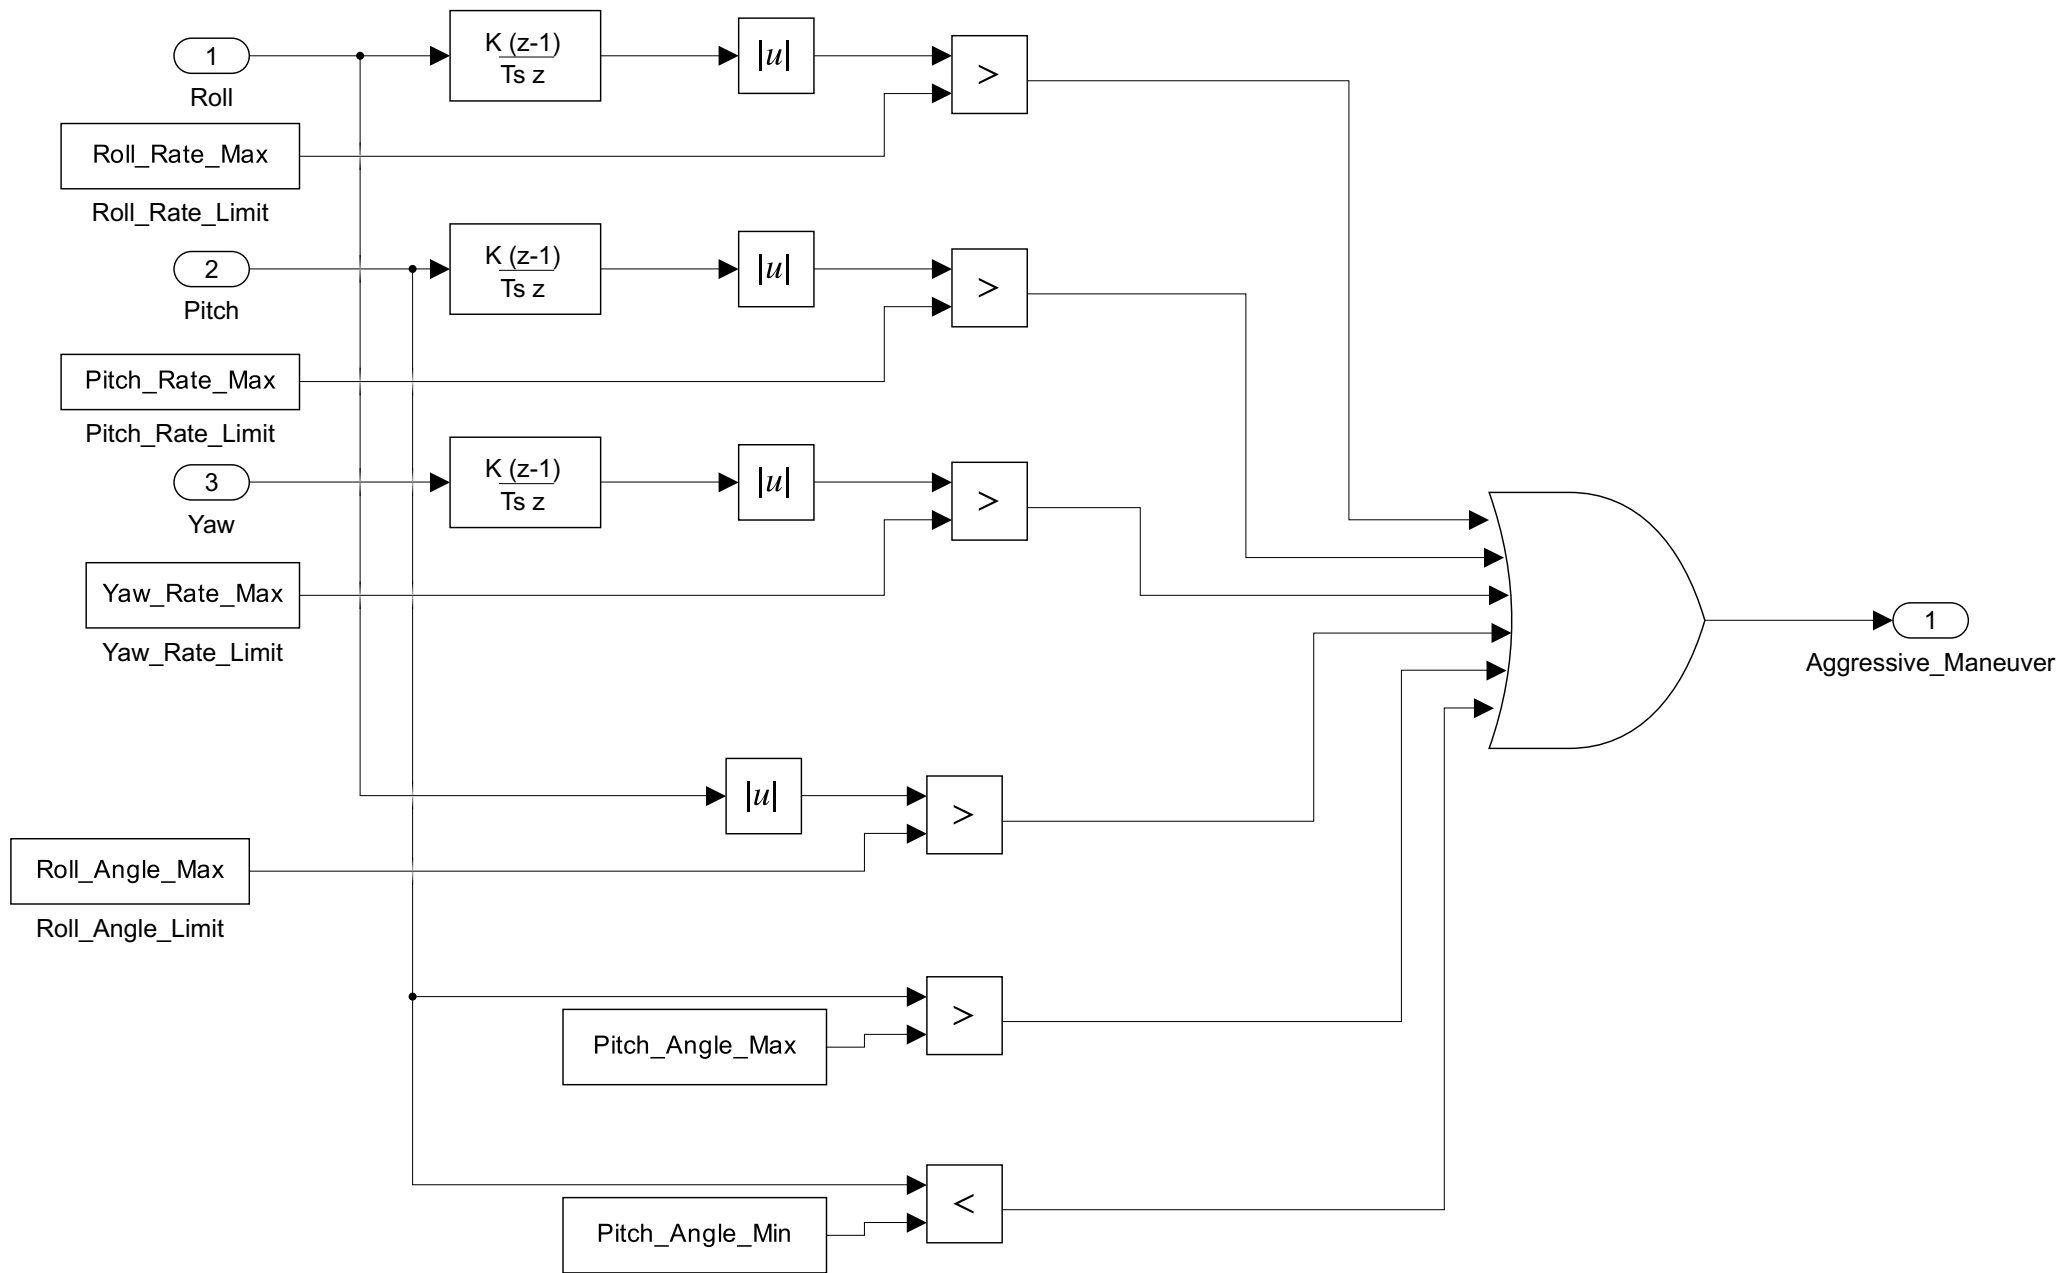 1
K (z-1)
Ts z
|u|
>
Roll
Roll_Rate_Max
Roll_Rate_Limit
2
K (z-1)
Ts z
|u|
>
Pitch
Pitch_Rate_Max
Pitch_Rate_Limit
3
K (z-1)
Ts z
|u|
>
Yaw
Yaw_Rate_Max
Yaw_Rate_Limit
1
Aggressive_Maneuver
|u|
>
Roll_Angle_Max
Roll_Angle_Limit
>
Pitch_Angle_Max
<
Pitch_Angle_Min